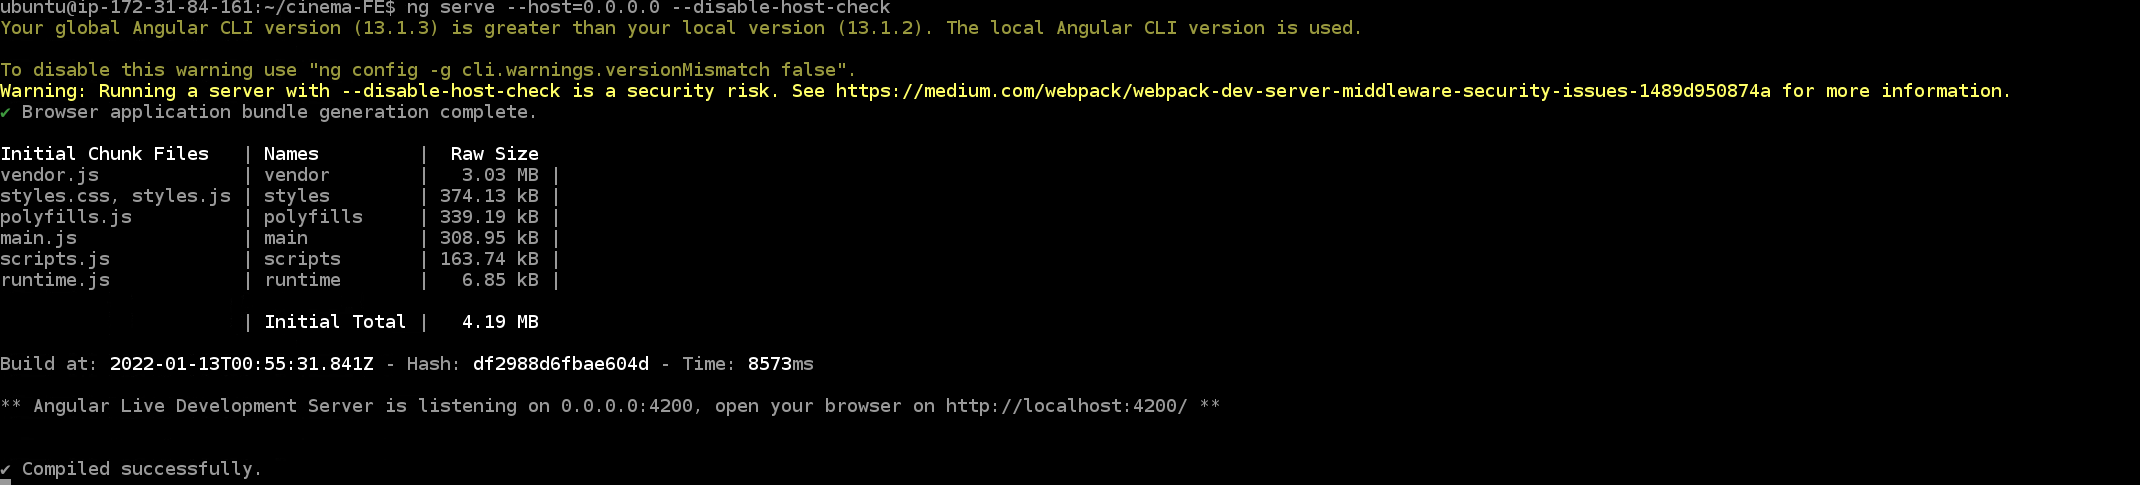 ubuntu@ip-172-31-84-161:~/cinema-FE$ ng serve --host=0.0.0.0 --disable-host-check
Your global Angular CLI version (13.1.3) is greater than your local version (13.1.2). The local Angular CLI version is used.
To disable this warning use "ng config -g cli.warnings.versionMismatch false".
Warning: Running a server with --disable-host-check is a security risk. See https://medium.com/webpack/webpack-dev-server-middleware-security-issues-1489d950874a for more information.
✔ Browser application bundle generation complete.
Initial Chunk Files   | Names         |  Raw Size
vendor.js             | vendor        |   3.03 MB |
styles.css, styles.js | styles        | 374.13 kB |
polyfills.js          | polyfills     | 339.19 kB |
main.js               | main          | 308.95 kB |
scripts.js            | scripts       | 163.74 kB |
runtime.js            | runtime       |   6.85 kB |
                      | Initial Total |   4.19 MB
Build at: 2022-01-13T00:55:31.841Z - Hash: df2988d6fbae604d - Time: 8573ms
** Angular Live Development Server is listening on 0.0.0.0:4200, open your browser on http://localhost:4200/ **
✔ Compiled successfully.